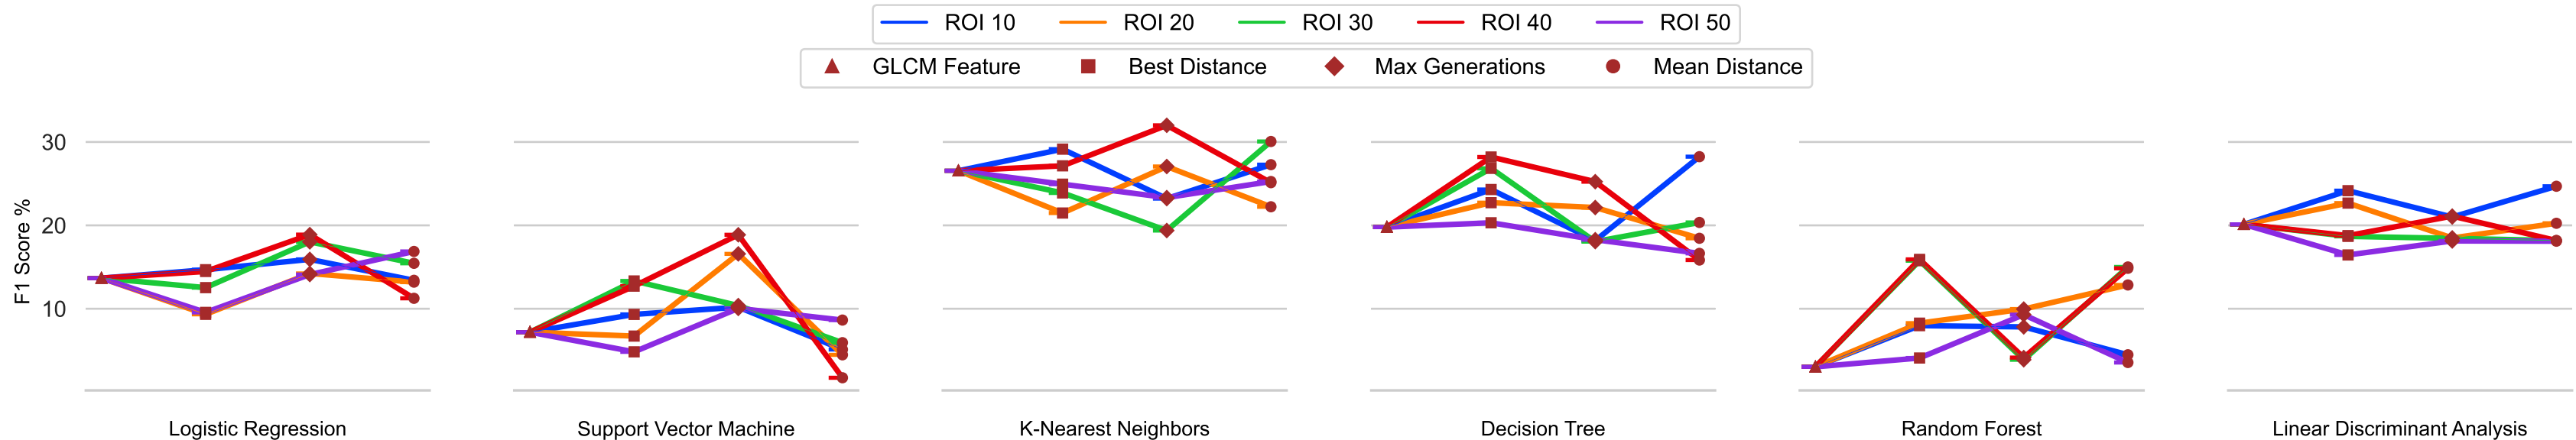 ROI 10 ROI 20 ROI 30 ROI 40 ROI 50
GLCM Feature Best Distance Max Generations Mean Distance
F1 Score %
30
20
10
Logistic Regression Support Vector Machine K-Nearest Neighbors Decision Tree Random Forest Linear Discriminant Analysis